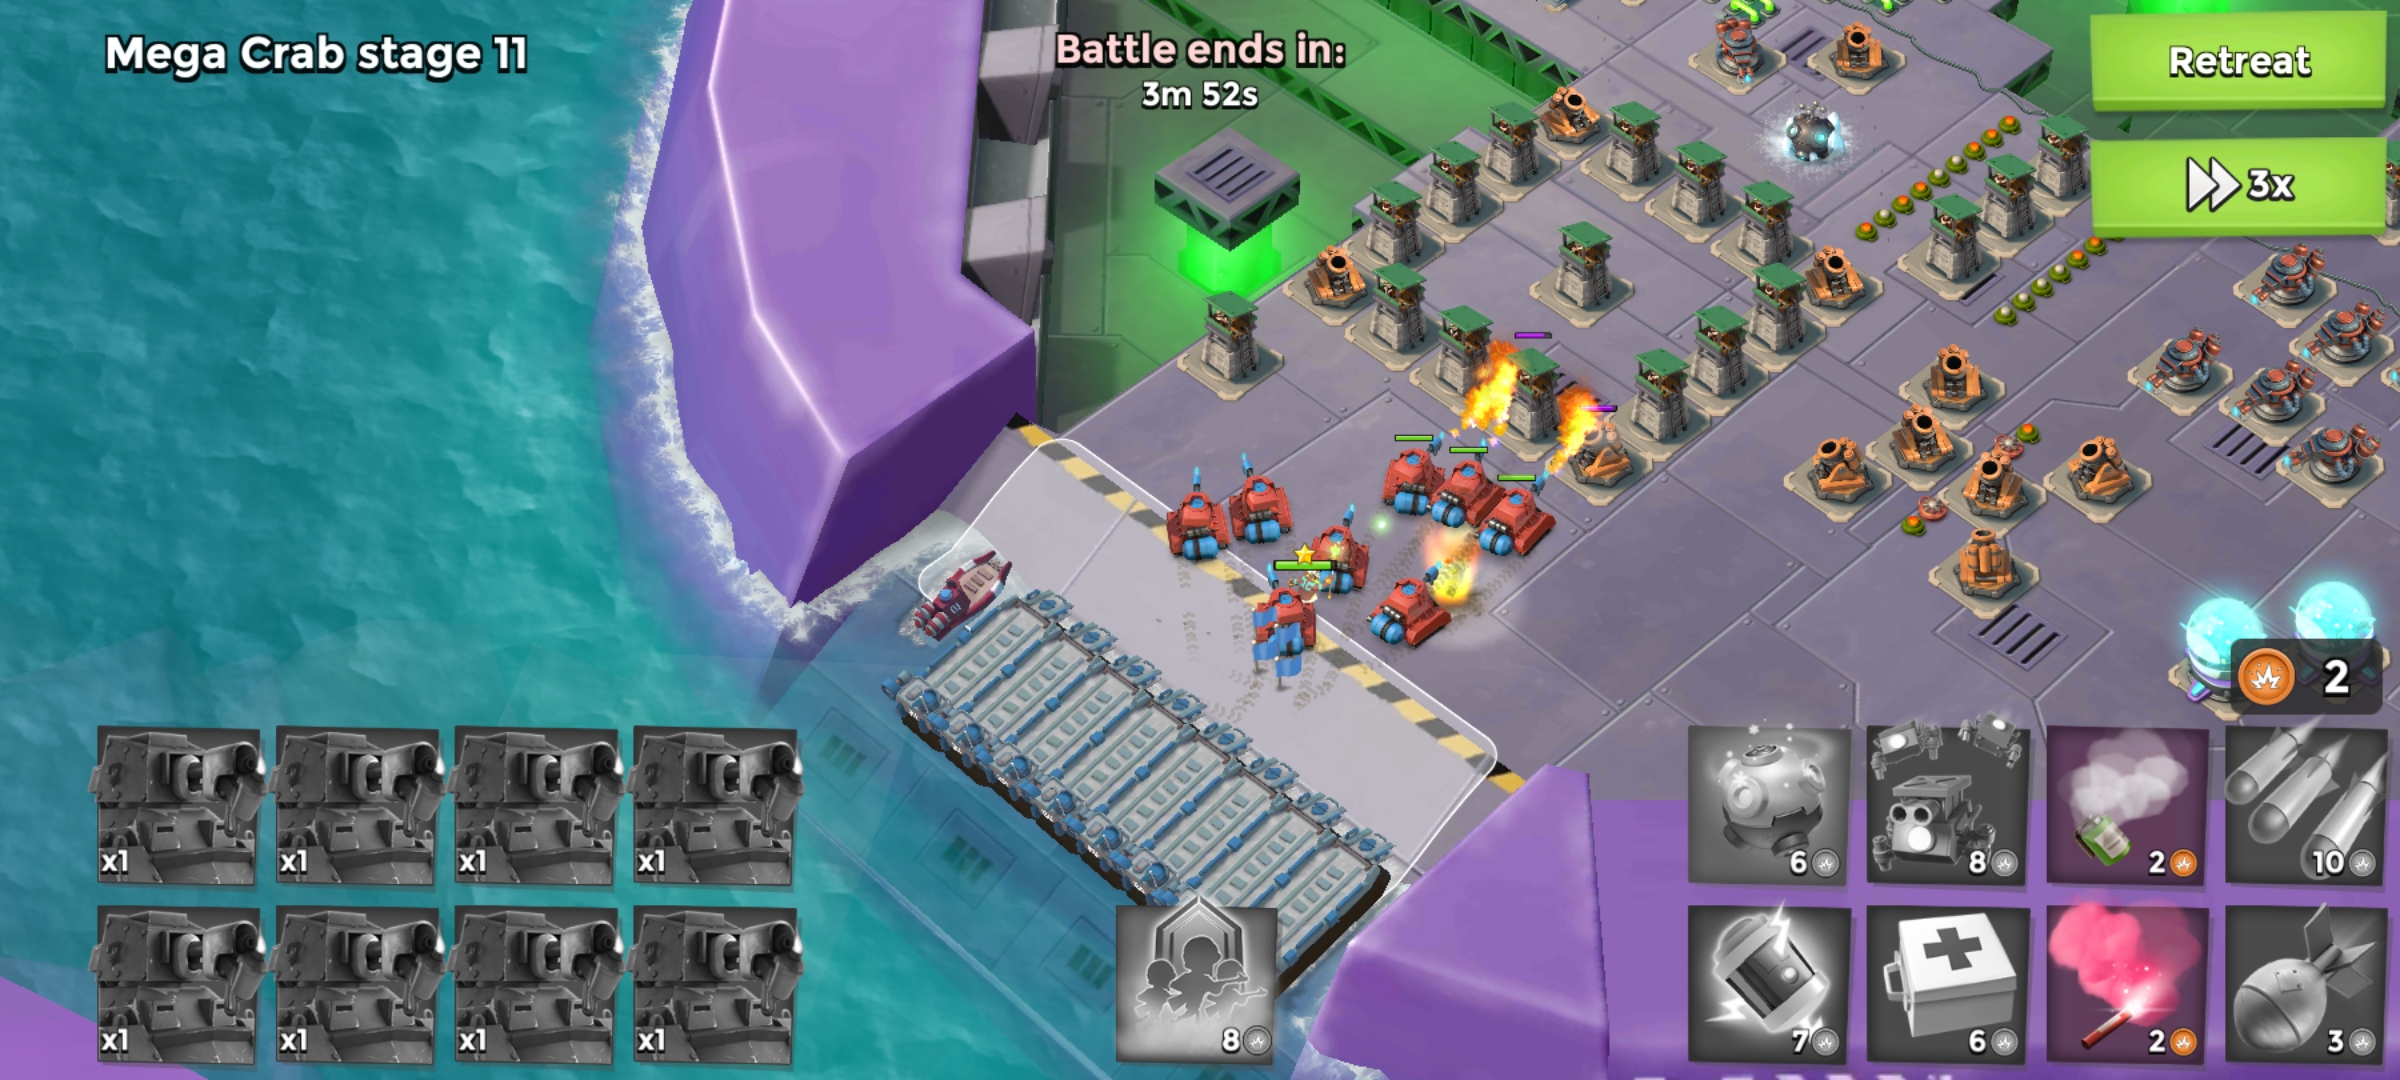 Mega Crab stage 11
Battle ends in:
3m 52s
Retreat
3x
2
x1 x1 x1 x1
6 8 2 10
x1 x1 x1 x1
8
7 6 2 3